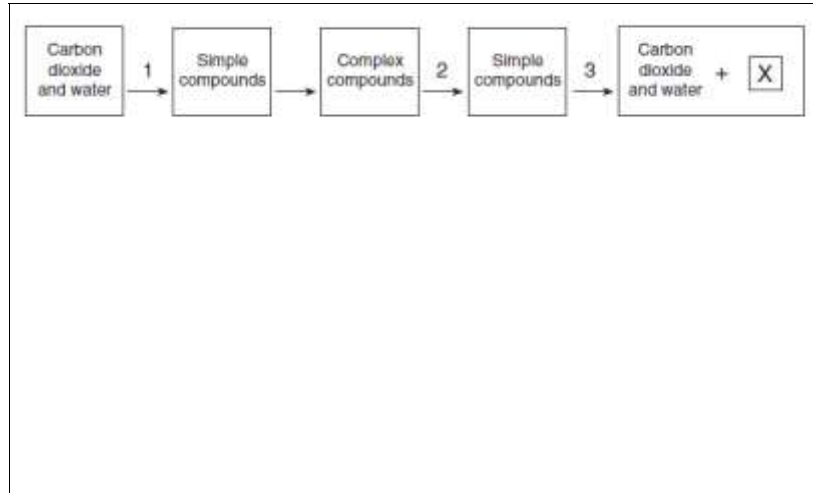 Carbon
dioxide
and water
1
Simple
compounds
Complex
compounds
2
Simple
compounds
3
Carbon
dioxide
and water
+
X